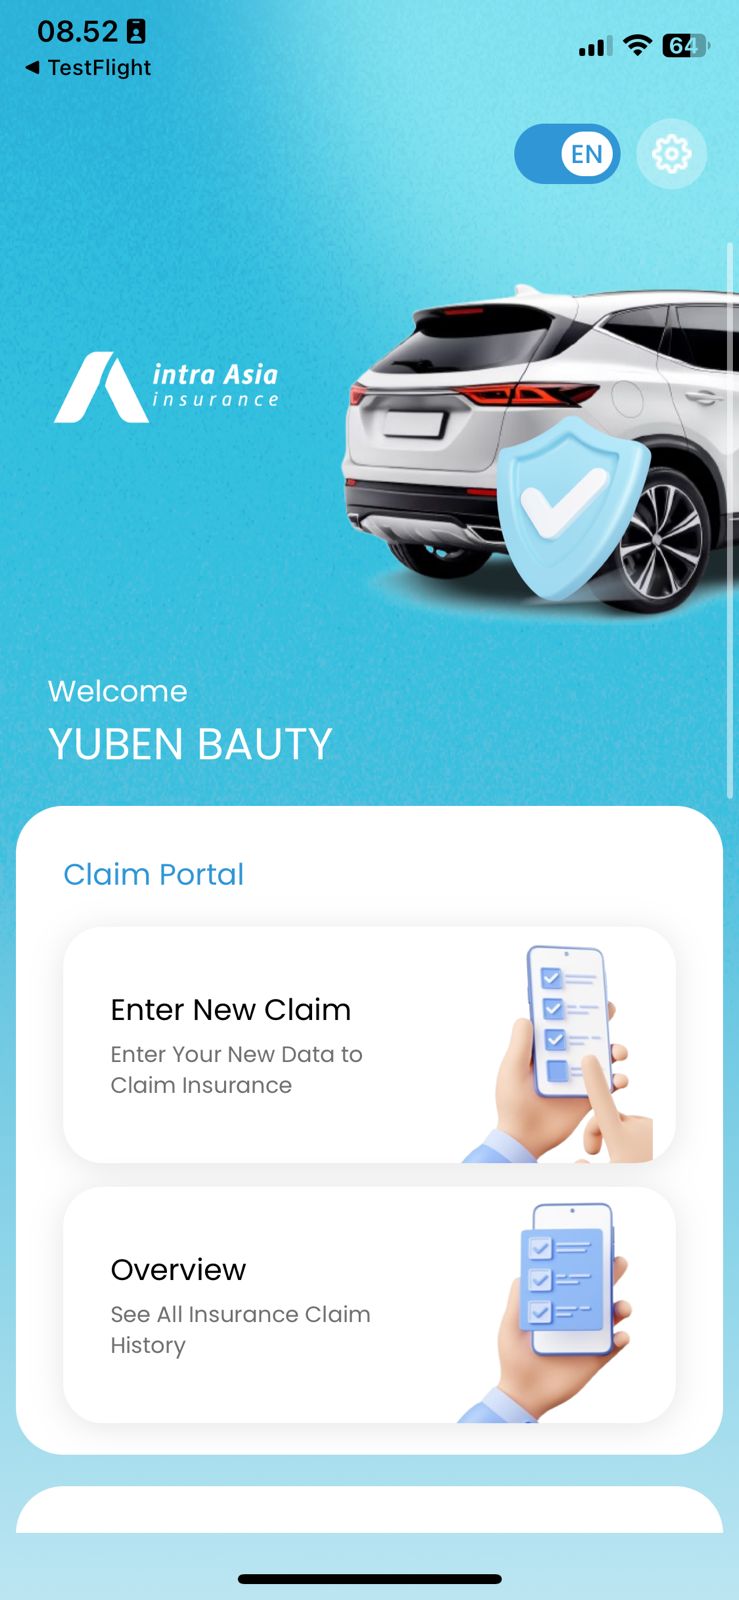 08.52
◀ TestFlight
64
EN
intra Asia
insurance
Welcome
YUBEN BAUTY
Claim Portal
Enter New Claim
Enter Your New Data to
Claim Insurance
Overview
See All Insurance Claim
History